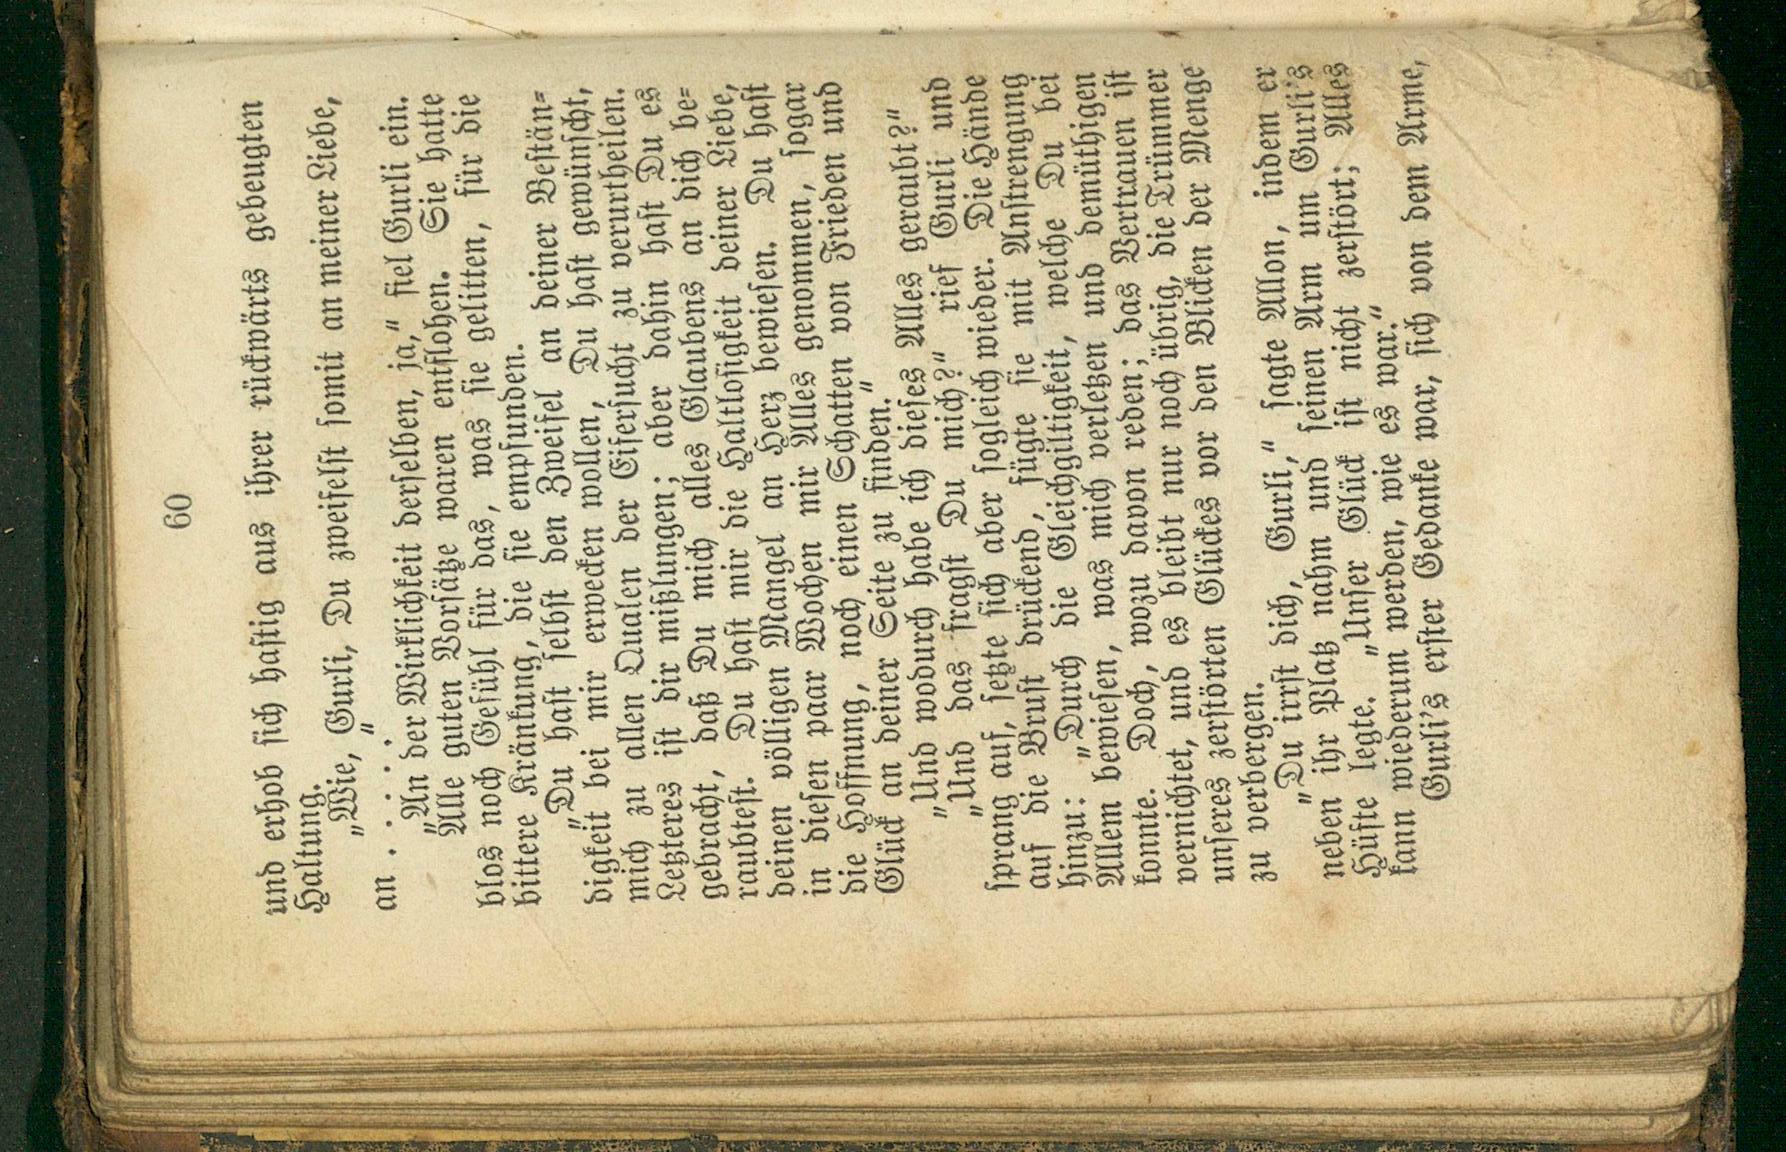 60
und erhob sich hastig aus ihrer rückwärts gebeugten
Haltung.
„Wie, Gurli, Du zweifelst somit an meiner Liebe,
an . . . . .“
„An der Wirklichkeit derselben, ja,“ fiel Gurli ein.
Alle guten Vorsätze waren entflohen. Sie hatte
blos noch Gefühl für das, was sie gelitten, für die
bittere Kränkung, die sie empfunden.
„Du hast selbst den Zweifel an deiner Bestän-
digkeit bei mir erwecken wollen, Du hast gewünscht,
mich zu allen Qualen der Eifersucht zu verurtheilen.
Letzteres ist dir mißlungen; aber dahin hast Du es
gebracht, daß Du mich alles Glaubens an dich be-
raubtest. Du hast mir die Haltlosigkeit deiner Liebe,
deinen völligen Mangel an Herz bewiesen. Du hast
in diesen paar Wochen mir Alles genommen, sogar
die Hoffnung, noch einen Schatten von Frieden und
Glück an deiner Seite zu finden.“
„Und wodurch habe ich dieses Alles geraubt?“
„Und das fragst Du mich?“ rief Gurli und
sprang auf, setzte sich aber sogleich wieder. Die Hände
auf die Brust drückend, fügte sie mit Anstrengung
hinzu: „Durch die Gleichgiltigkeit, welche Du bei
Allem bewiesen, was mich verletzen und demüthigen
konnte. Doch, wozu davon reden; das Vertrauen ist
vernichtet, und es bleibt nur noch übrig, die Trümmer
unseres zerstörten Glückes vor den Blicken der Menge
zu verbergen.
„Du irrst dich, Gurli,“ sagte Allon, indem er
neben ihr Platz nahm und seinen Arm um Gurli's
Hüfte legte. „Unser Glück ist nicht zerstört; Alles
kann wiederum werden, wie es war.“
Gurli's erster Gedanke war, sich von dem Arme,